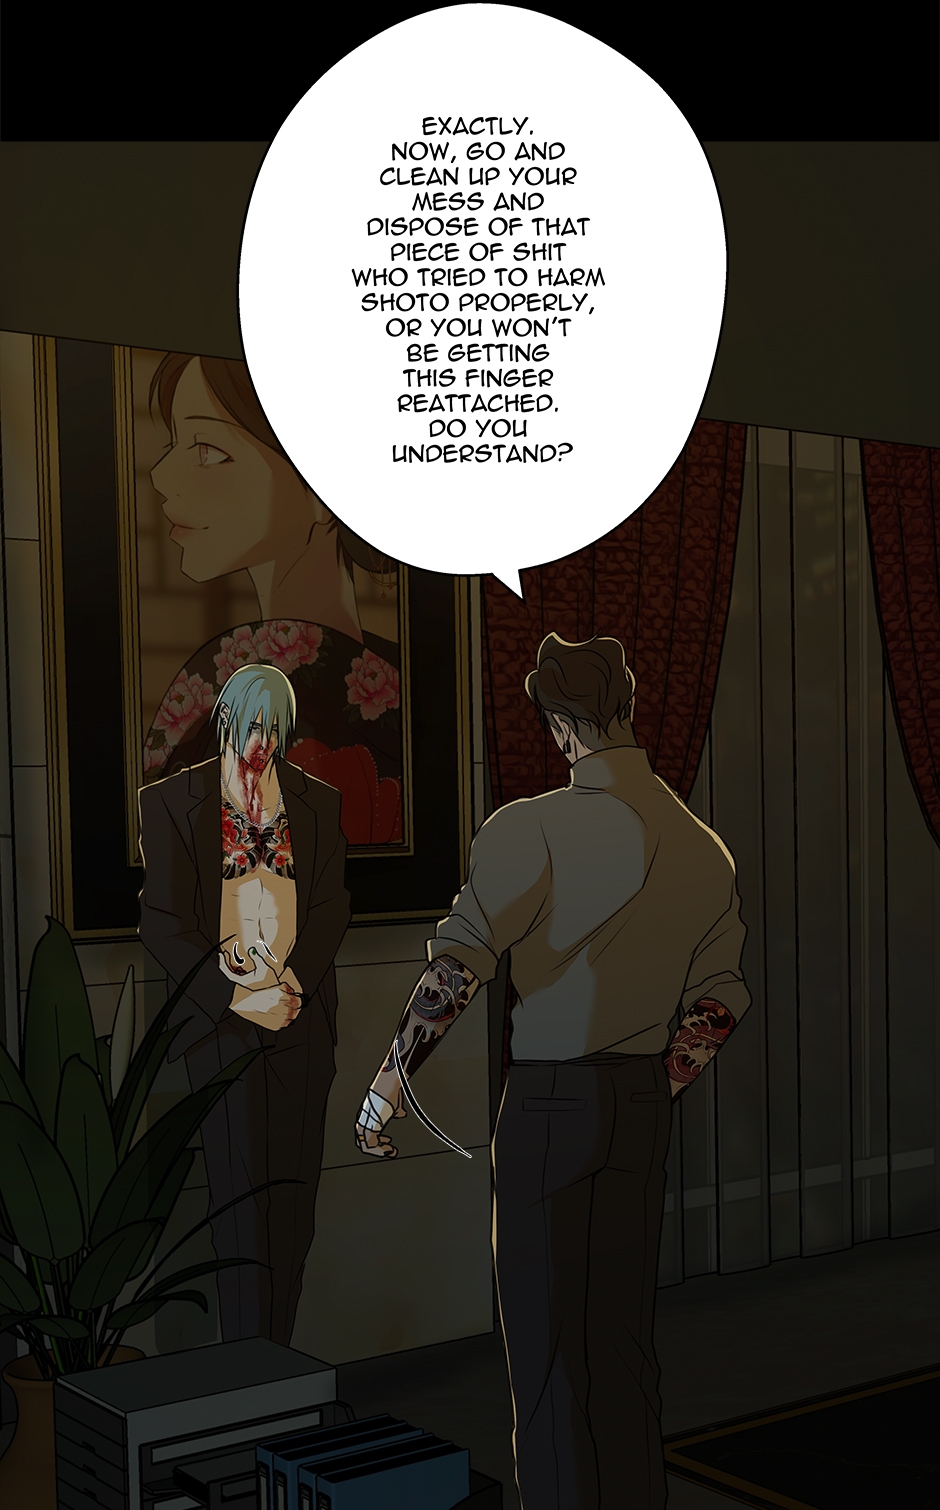 EXACTLY.
NOW, GO AND
CLEAN UP YOUR
MESS AND
DISPOSE OF THAT
PIECE OF SHIT
WHO TRIED TO HARM
SHOTO PROPERLY,
OR YOU WON'T
BE GETTING
THIS FINGER
REATTACHED.
DO YOU
UNDERSTAND?